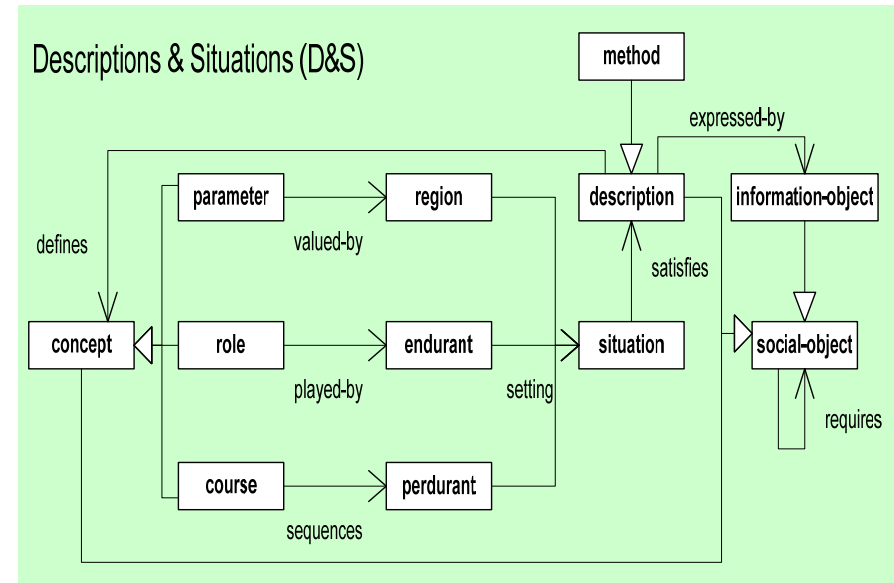 Descriptions & Situations (D&S)
method
expressed-by
parameter
region
description
information-object
valued-by
defines
satisfies
concept
role
endurant
situation
social-object
played-by
setting
requires
course
perdurant
sequences